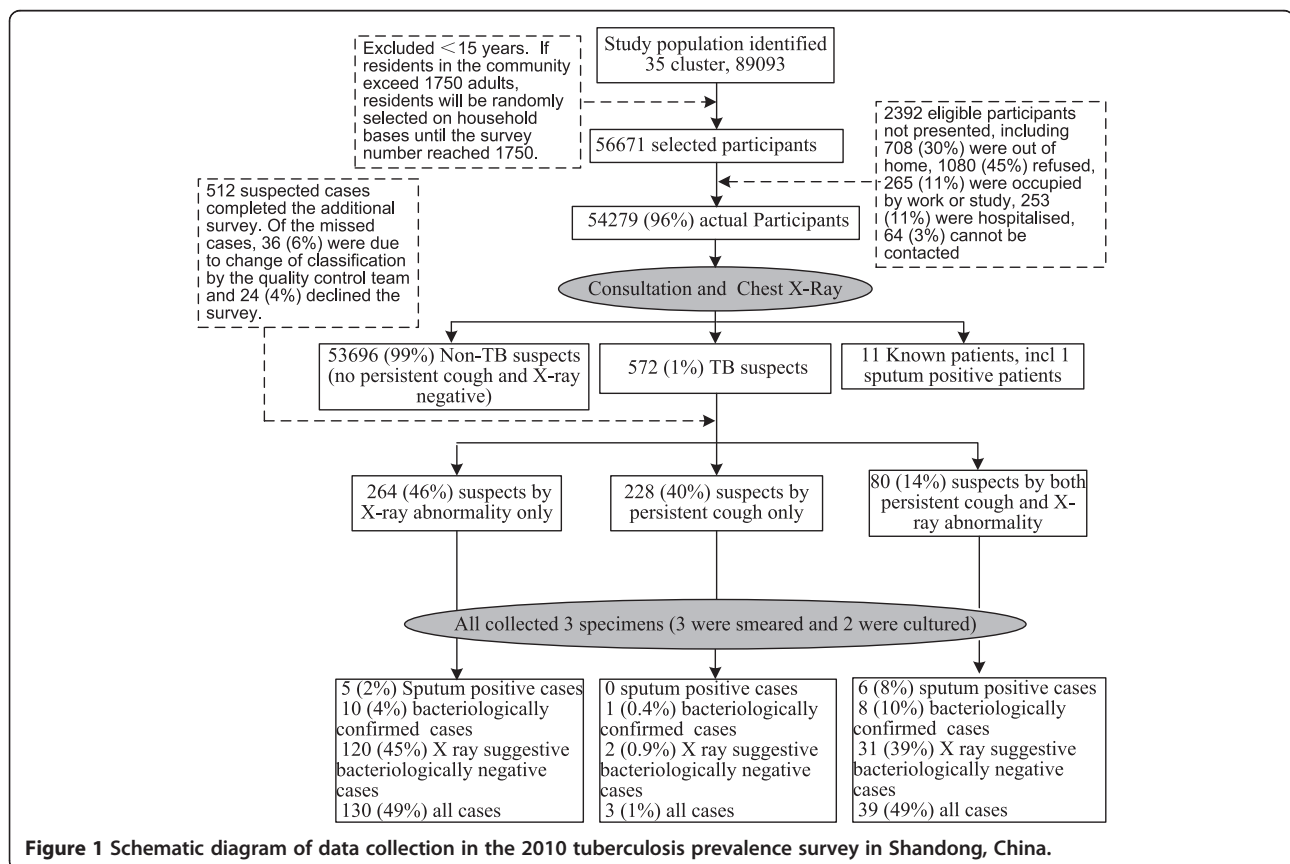 Study population identified
35 cluster, 89093
Excluded <15 years. If
residents in the community
exceed 1750 adults,
residents will be randomly
selected on household
bases until the survey
number reached 1750.
56671 selected participants
2392 eligible participants
not presented, including
708 (30%) were out of
home, 1080 (45%) refused,
265 (11%) were occupied
by work or study, 253
(11%) were hospitalised,
64 (3%) cannot be
contacted
54279 (96%) actual Participants
Consultation and Chest X-Ray
53696 (99%) Non-TB suspects
(no persistent cough and X-ray
negative)
572 (1%) TB suspects
11 Known patients, incl 1
sputum positive patients
512 suspected cases
completed the additional
survey. Of the missed
cases, 36 (6%) were due
to change of classification
by the quality control team
and 24 (4%) declined the
survey.
264 (46%) suspects by
X-ray abnormality only
228 (40%) suspects by
persistent cough only
80 (14%) suspects by both
persistent cough and X-
ray abnormality
All collected 3 specimens (3 were smeared and 2 were cultured)
5 (2%) Sputum positive cases
10 (4%) bacteriologically
confirmed cases
120 (45%) X ray suggestive
bacteriologically negative
cases
130 (49%) all cases
0 sputum positive cases
1 (0.4%) bacteriologically
confirmed cases
2 (0.9%) X ray suggestive
bacteriologically negative
cases
3 (1%) all cases
6 (8%) sputum positive cases
8 (10%) bacteriologically
confirmed cases
31 (39%) X ray suggestive
bacteriologically negative
cases
39 (49%) all cases
Figure 1 Schematic diagram of data collection in the 2010 tuberculosis prevalence survey in Shandong, China.